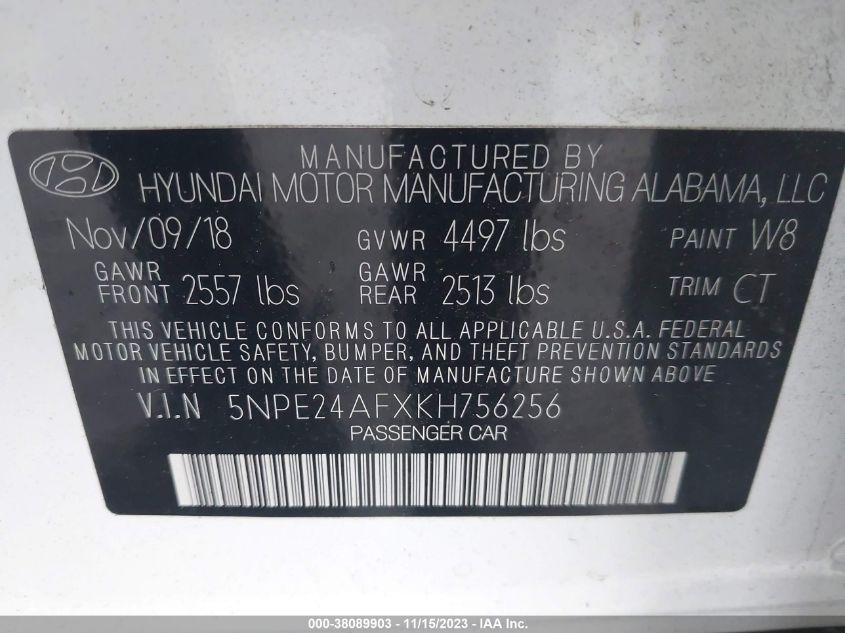 MANUFACTURED BY
HYUNDAI MOTOR MANUFACTURING ALABAMA, LLC
Nov/09/18 GVWR 4497 lbs PAINT W8
GAWR FRONT 2557 lbs GAWR REAR 2513 lbs TRIM CT
THIS VEHICLE CONFORMS TO ALL APPLICABLE U.S.A. FEDERAL
MOTOR VEHICLE SAFETY, BUMPER, AND THEFT PREVENTION STANDARDS
IN EFFECT ON THE DATE OF MANUFACTURE SHOWN ABOVE
V.I.N 5NPE24AFXKH756256
PASSENGER CAR
000-38089903 - 11/15/2023 - IAA Inc.